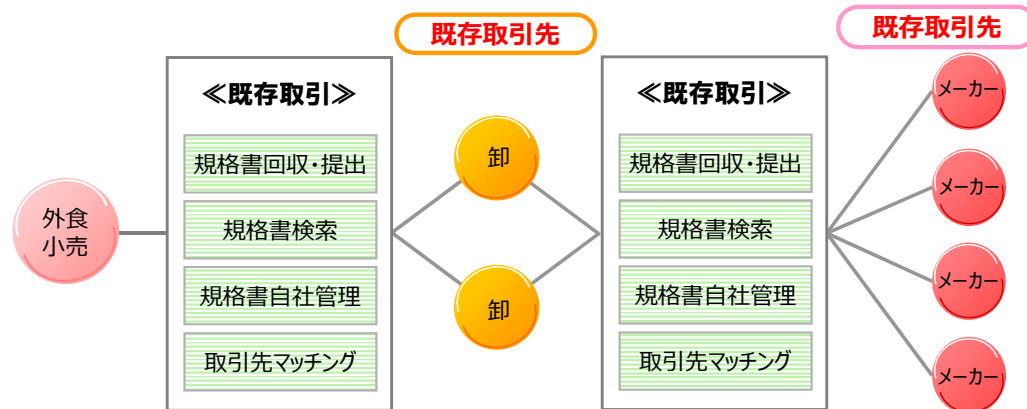 既存取引先
既存取引先
外食
小売
≪既存取引≫
規格書回収・提出
規格書検索
規格書自社管理
取引先マッチング
卸
卸
≪既存取引≫
規格書回収・提出
規格書検索
規格書自社管理
取引先マッチング
メーカー
メーカー
メーカー
メーカー